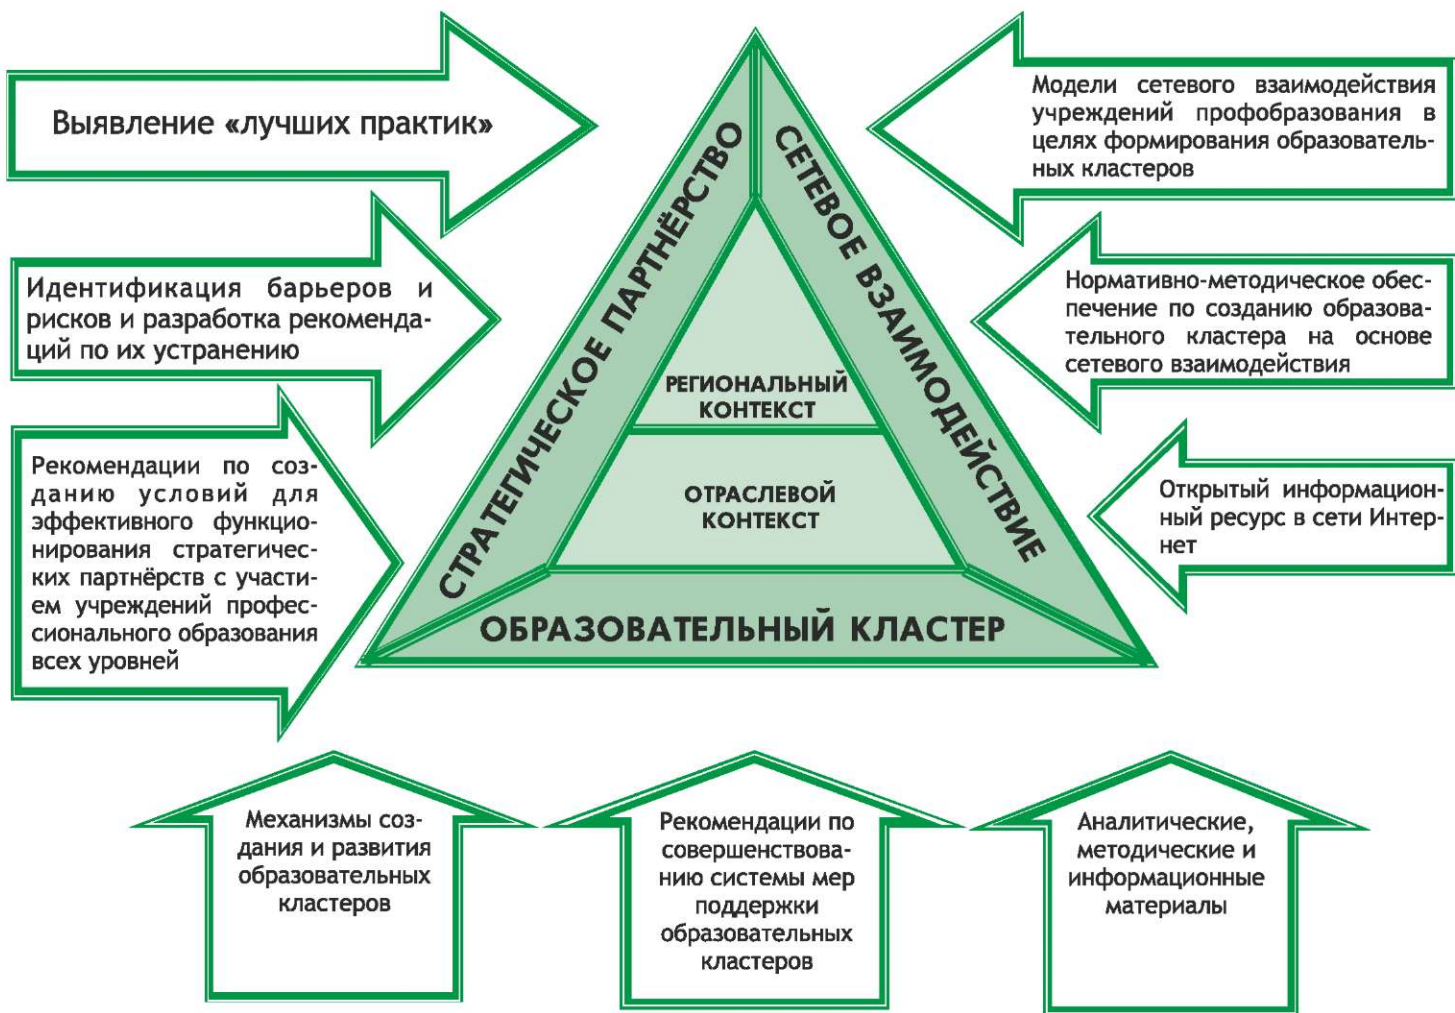 Выявление «лучших практик»
Идентификация барьеров и
рисков и разработка рекоменда-
ций по их устранению
Рекомендации по соз-
данию условий для
эффективного функцио-
нирования стратегичес-
ких партнёрств с участи-
ем учреждений профес-
сионального образования
всех уровней
СТРАТЕГИЧЕСКОЕ ПАРТНЁРСТВО
СЕТЕВОЕ ВЗАИМОДЕЙСТВИЕ
РЕГИОНАЛЬНЫЙ
КОНТЕКСТ
ОТРАСЛЕВОЙ
КОНТЕКСТ
ОБРАЗОВАТЕЛЬНЫЙ КЛАСТЕР
Модели сетевого взаимодействия
учреждений профобразования в
целях формирования образователь-
ных кластеров
Нормативно-методическое обес-
печение по созданию образова-
тельного кластера на основе
сетевого взаимодействия
Открытый информацион-
ный ресурс в сети Интер-
нет
Механизмы соз-
дания и развития
образовательных
кластеров
Рекомендации по
совершенствова-
нию системы мер
поддержки
образовательных
кластеров
Аналитические,
методические и
информационные
материалы